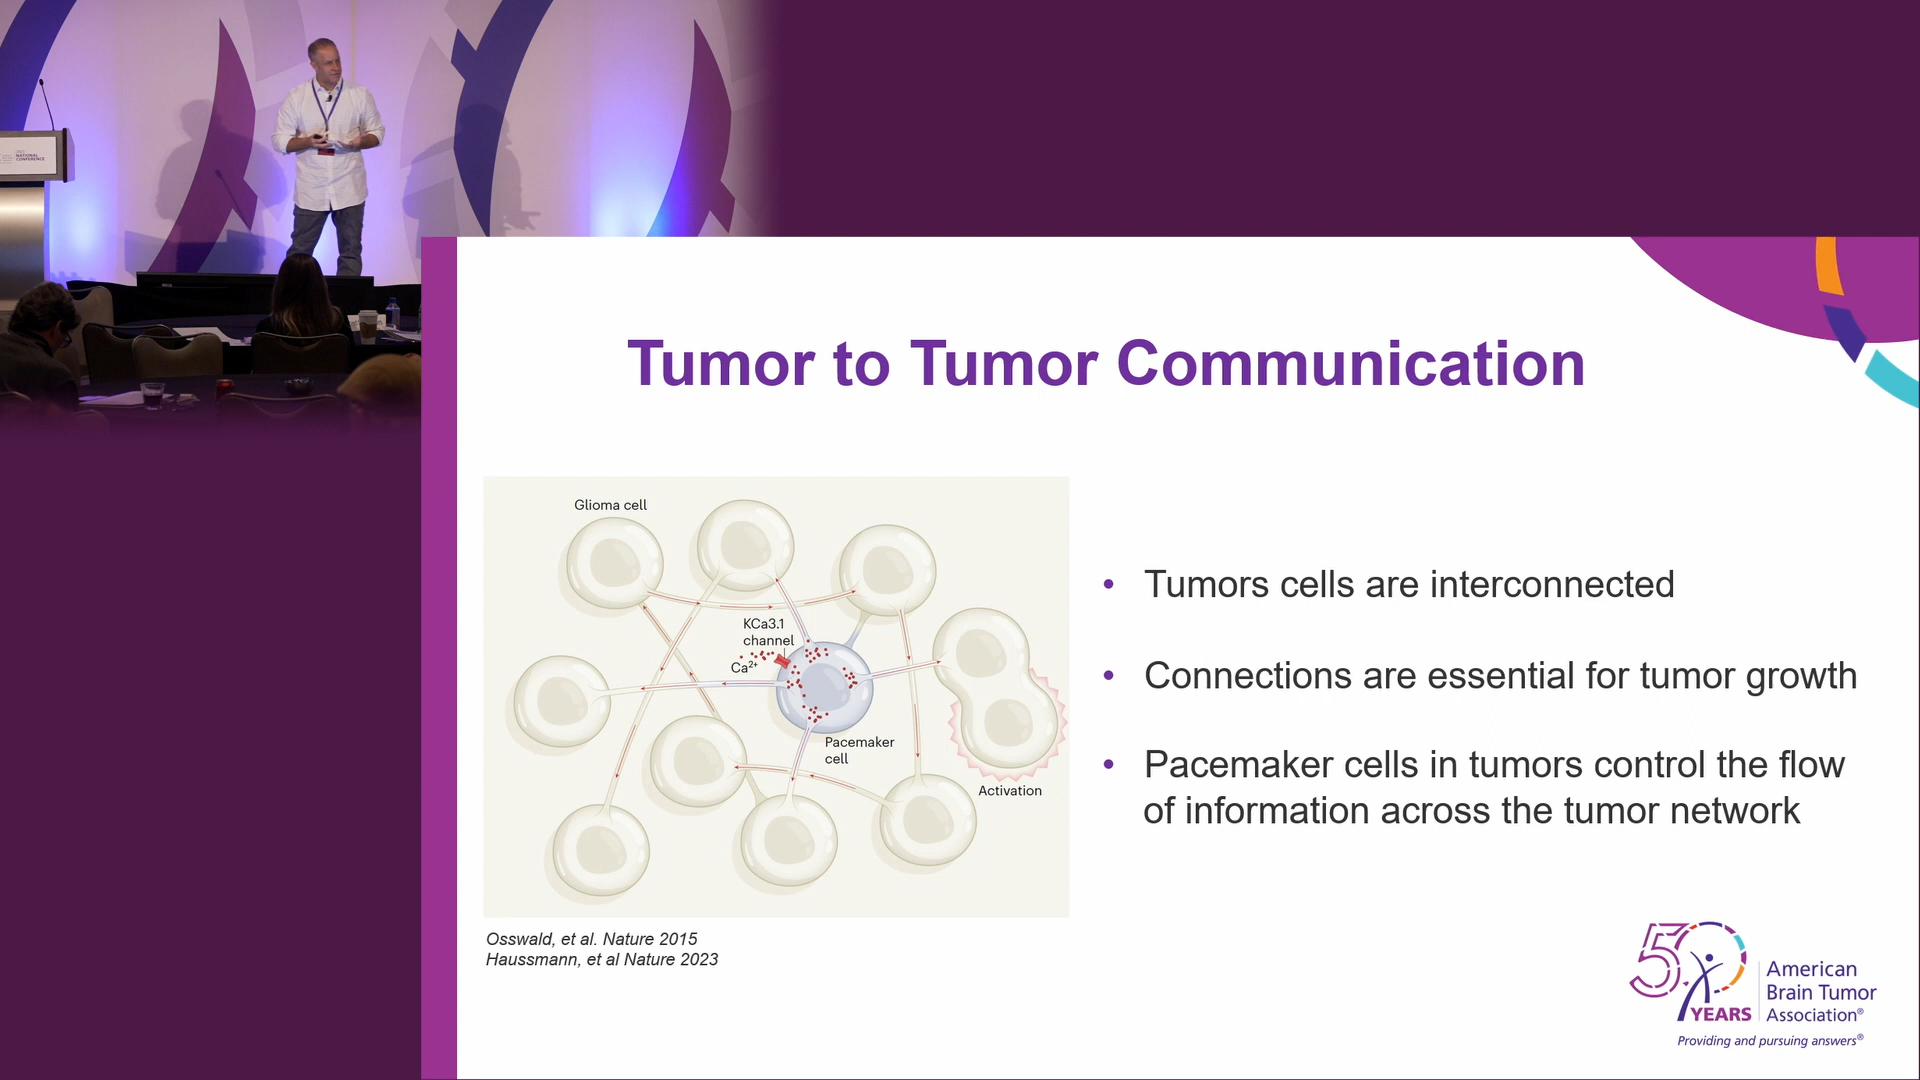 NATIONAL
CONFERENCE
Tumor to Tumor Communication
Glioma cell
KCa3.1
channel
Ca²⁺
Pacemaker
cell
Activation
• Tumors cells are interconnected
• Connections are essential for tumor growth
• Pacemaker cells in tumors control the flow
of information across the tumor network
Osswald, et al. Nature 2015
Haussmann, et al Nature 2023
50
YEARS
American
Brain Tumor
Association®
Providing and pursuing answers®